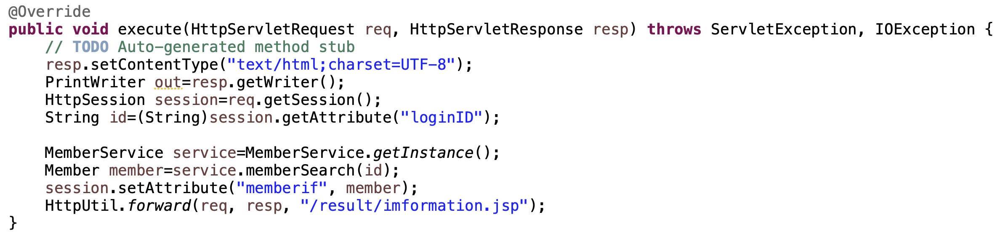 @Override
public void execute(HttpServletRequest req, HttpServletResponse resp) throws ServletException, IOException {
    // TODO Auto-generated method stub
    resp.setContentType("text/html;charset=UTF-8");
    PrintWriter out=resp.getWriter();
    HttpSession session=req.getSession();
    String id=(String)session.getAttribute("loginID");

    MemberService service=MemberService.getInstance();
    Member member=service.memberSearch(id);
    session.setAttribute("memberif", member);
    HttpUtil.forward(req, resp, "/result/imformation.jsp");
}